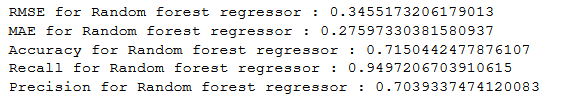 RMSE for Random forest regressor : 0.3455173206179013
MAE for Random forest regressor : 0.27597330381580937
Accuracy for Random forest regressor : 0.7150442477876107
Recall for Random forest regressor : 0.9497206703910615
Precision for Random forest regressor : 0.7039337474120083